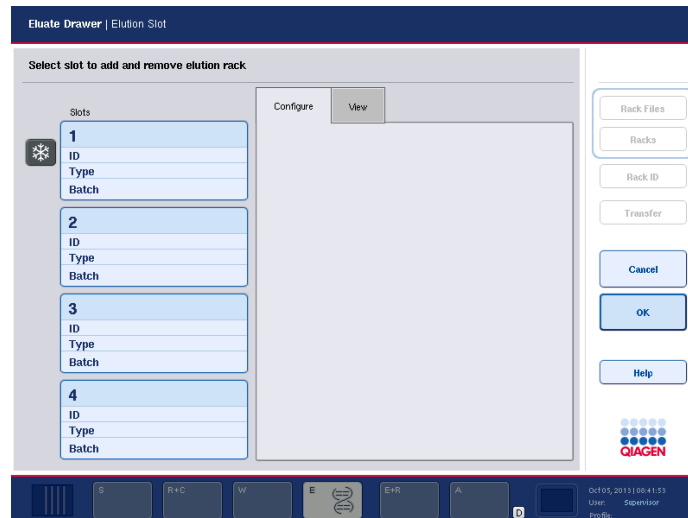 Eluate Drawer | Elution Slot
Select slot to add and remove elution rack
Slots
1
ID
Type
Batch
2
ID
Type
Batch
3
ID
Type
Batch
4
ID
Type
Batch
Configure
View
Rack Files
Racks
Rack ID
Transfer
Cancel
OK
Help
QIAGEN
S
R+C
W
E
E+R
A
D
Oct 05, 2013 | 08:41:53
User: Supervisor
Profile: